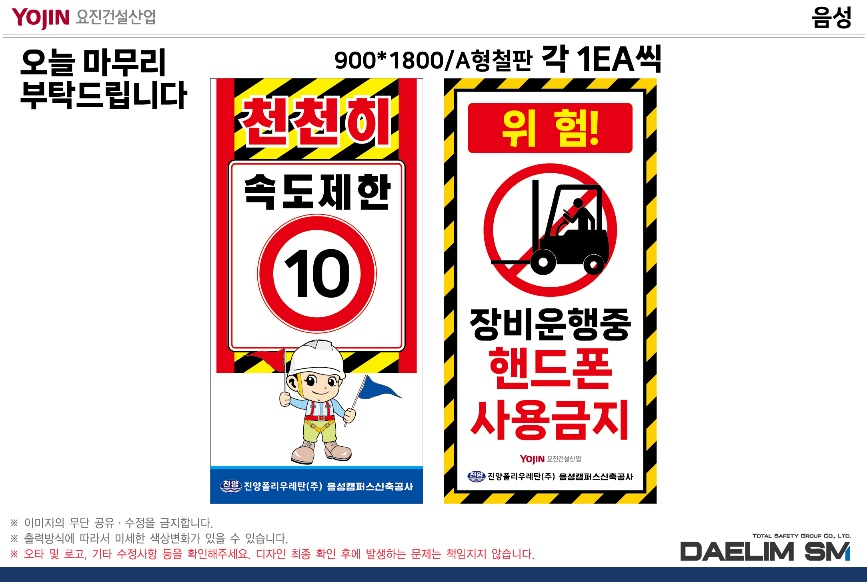 YOJIN 요진건설산업
음성
오늘 마무리
부탁드립니다
900*1800/A형철판 각 1EA씩
천천히
속도제한
10
진양 진양폴리우레탄(주) 음성캠퍼스신축공사
위 험!
장비운행중
핸드폰
사용금지
YOJIN 요진건설산업
진양 진양폴리우레탄(주) 음성캠퍼스신축공사
※ 이미지의 무단 공유 · 수정을 금지합니다.
※ 출력방식에 따라서 미세한 색상변화가 있을 수 있습니다.
※ 오타 및 로고, 기타 수정사항 등을 확인해주세요. 디자인 최종 확인 후에 발생하는 문제는 책임지지 않습니다.
TOTAL SAFETY GROUP CO., LTD.
DAELIM SM